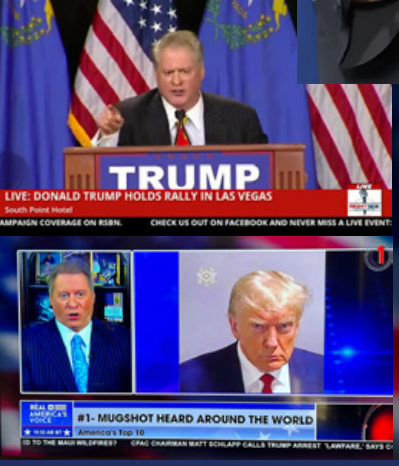 TRUMP
LIVE: DONALD TRUMP HOLDS RALLY IN LAS VEGAS
South Point Hotel
LIVE
RIGHT SIDE
AMPAIGN COVERAGE ON RSBN.
CHECK US OUT ON FACEBOOK AND NEVER MISS A LIVE EVENT:
REAL
AMERICA'S
VOICE
#1- MUGSHOT HEARD AROUND THE WORLD
America's Top 10
D TO THE MAUI WILDFIRES?
CPAC CHAIRMAN MATT SCHLAPP CALLS TRUMP ARREST 'LAWFARE,' SAYS C